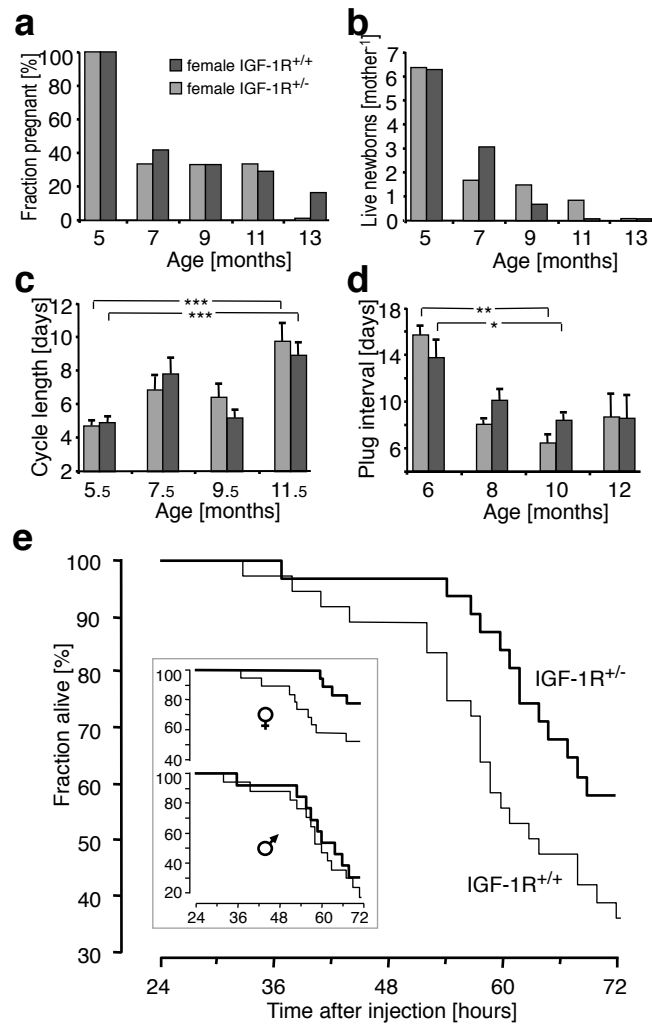 a
Fraction pregnant [%]
100
80
60
40
20
0
female IGF-1R+/+
female IGF-1R+/-
5 7 9 11 13
Age [months]
b
Live newborns [mother-1]
7
6
5
4
3
2
1
0
5 7 9 11 13
Age [months]
c
Cycle length [days]
12
10
8
6
4
2
***
***
5.5 7.5 9.5 11.5
Age [months]
d
Plug interval [days]
18
14
10
8
6
**
*
6 8 10 12
Age [months]
e
Fraction alive [%]
100
90
80
70
60
50
40
30
IGF-1R+/-
IGF-1R+/+
100
80
60
40
♀
100
80
60
40
20
♂
24 36 48 60 72
24 36 48 60 72
Time after injection [hours]